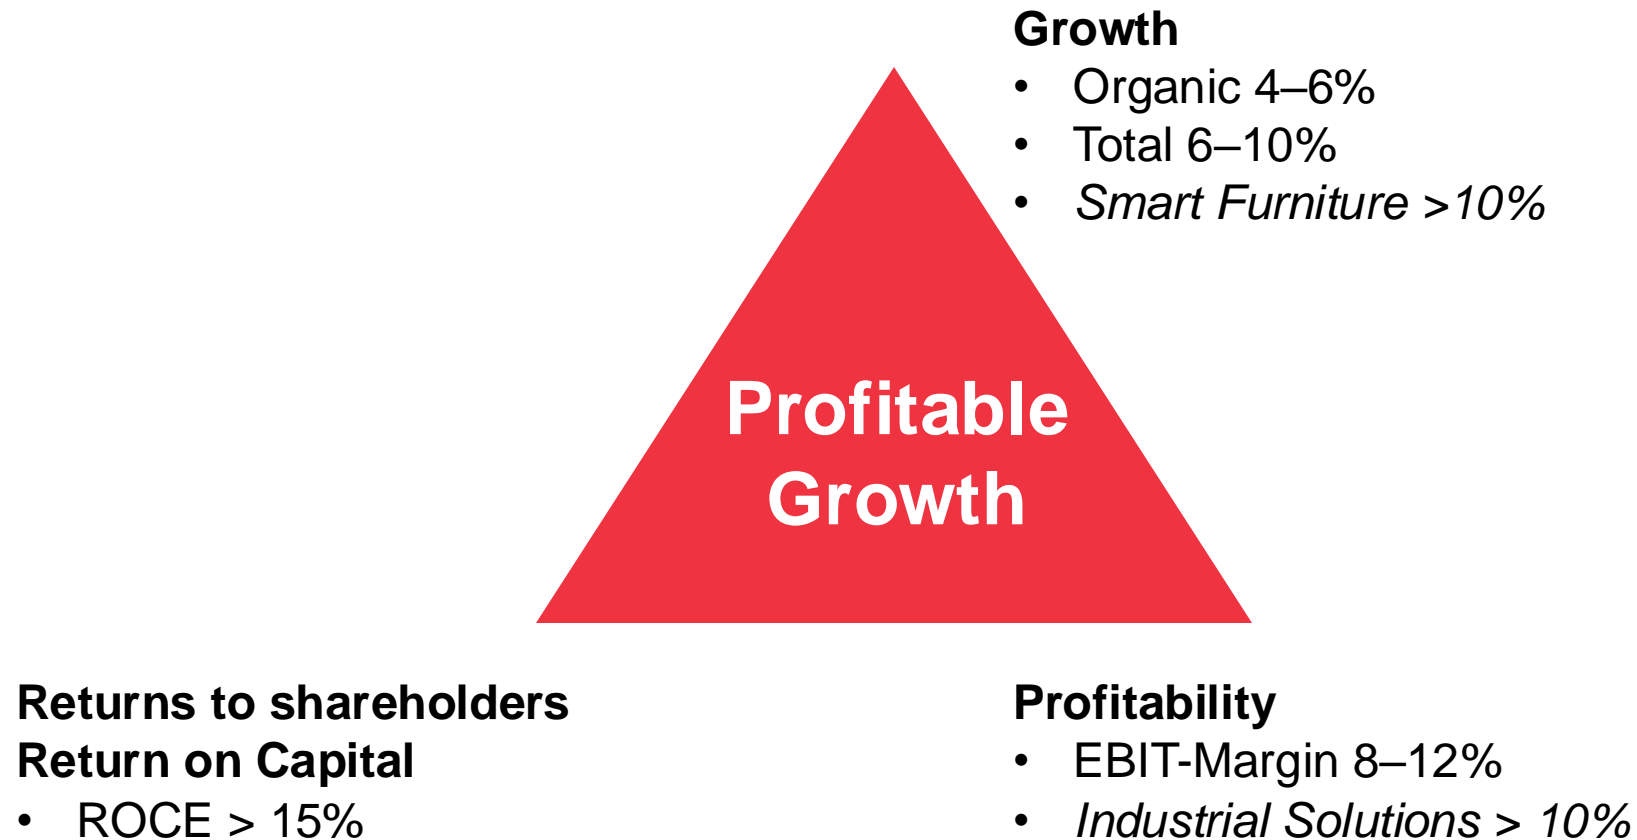 Growth
• Organic 4–6%
• Total 6–10%
• Smart Furniture >10%
Profitable
Growth
Returns to shareholders
Return on Capital
• ROCE > 15%
Profitability
• EBIT-Margin 8–12%
• Industrial Solutions > 10%